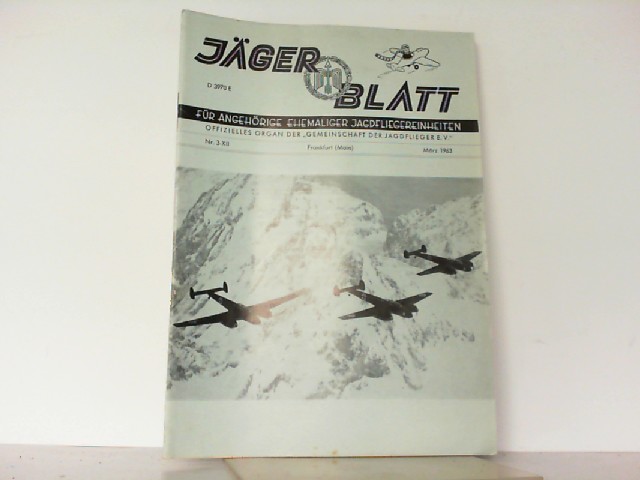 JÄGER
BLATT
D 3970 E
FÜR ANGEHÖRIGE EHEMALIGER JAGDFLIEGEREINHEITEN
OFFIZIELLES ORGAN DER „GEMEINSCHAFT DER JAGDFLIEGER E.V."
Nr. 3-XII Frankfurt (Main) März 1963